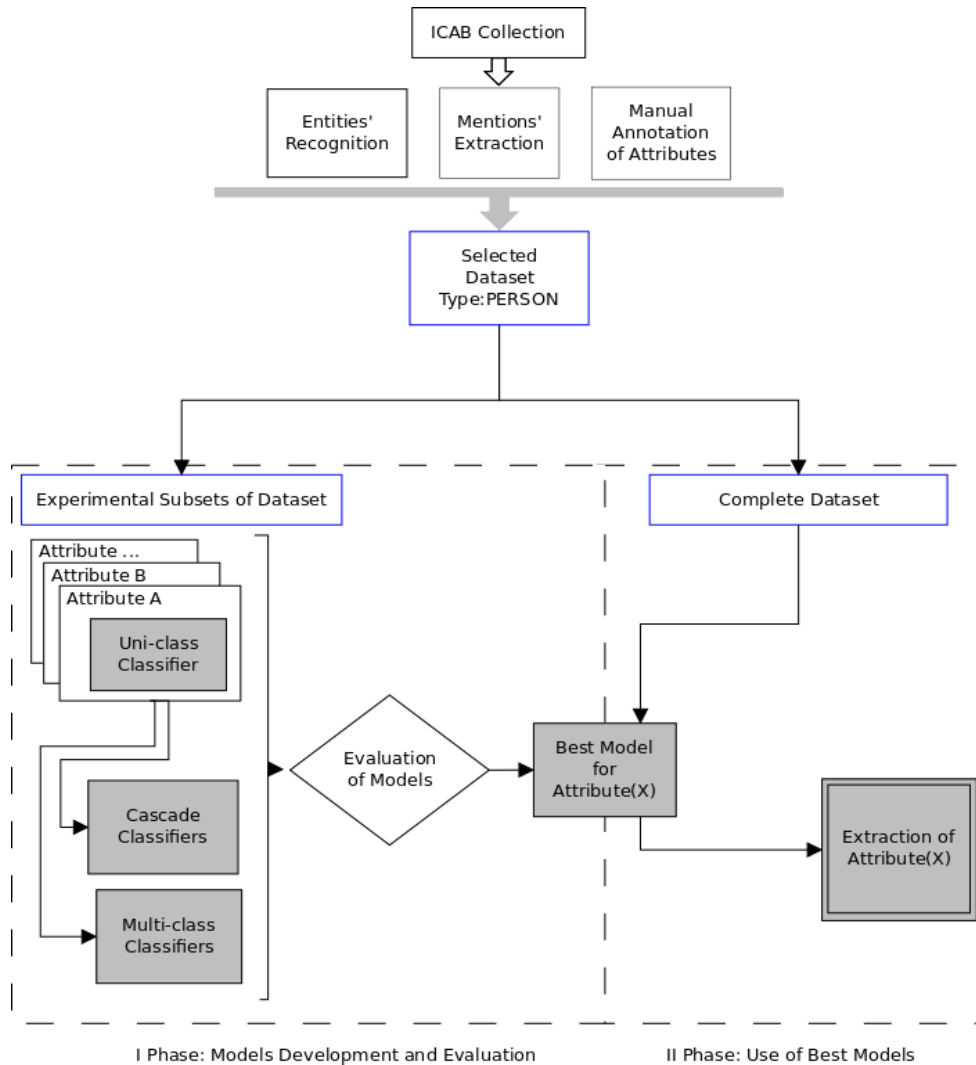 ICAB Collection
Entities'
Recognition
Mentions'
Extraction
Manual
Annotation
of Attributes
Selected
Dataset
Type:PERSON
Experimental Subsets of Dataset
Complete Dataset
Attribute ...
Attribute B
Attribute A
Uni-class
Classifier
Cascade
Classifiers
Multi-class
Classifiers
Evaluation
of Models
Best Model
for
Attribute(X)
Extraction of
Attribute(X)
I Phase: Models Development and Evaluation
II Phase: Use of Best Models